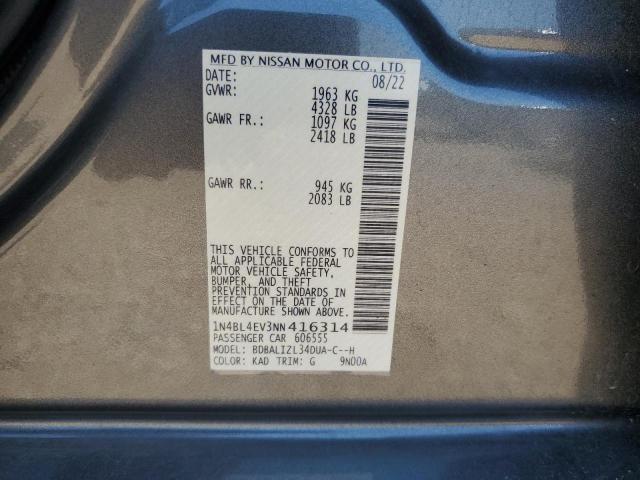 MFD BY NISSAN MOTOR CO., LTD.
DATE: 08/22
GVWR: 1963 KG
4328 LB
GAWR FR.: 1097 KG
2418 LB
GAWR RR.: 945 KG
2083 LB
THIS VEHICLE CONFORMS TO
ALL APPLICABLE FEDERAL
MOTOR VEHICLE SAFETY,
BUMPER, AND THEFT
PREVENTION STANDARDS IN
EFFECT ON THE DATE OF
MANUFACTURE SHOWN ABOVE.
1N4BL4EV3NN416314
PASSENGER CAR 606555
MODEL: BDBALIZL34DUA-C--H
COLOR: KAD TRIM: G 9N00A